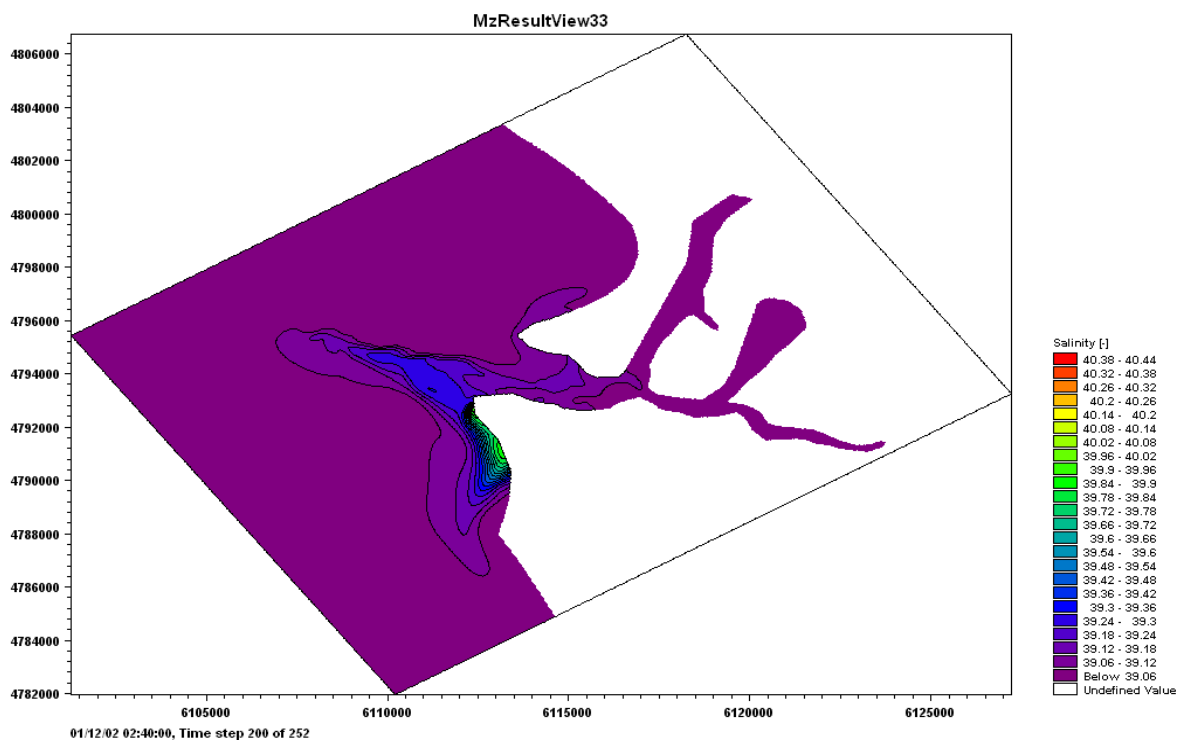 MzResultView33
4806000
4804000
4802000
4800000
4798000
4796000
4794000
4792000
4790000
4788000
4786000
4784000
4782000
6105000 6110000 6115000 6120000 6125000
01/12/02 02:40:00, Time step 200 of 252
Salinity [-]
40.38 - 40.44
40.32 - 40.38
40.26 - 40.32
40.2 - 40.26
40.14 - 40.2
40.08 - 40.14
40.02 - 40.08
39.96 - 40.02
39.9 - 39.96
39.84 - 39.9
39.78 - 39.84
39.72 - 39.78
39.66 - 39.72
39.6 - 39.66
39.54 - 39.6
39.48 - 39.54
39.42 - 39.48
39.36 - 39.42
39.3 - 39.36
39.24 - 39.3
39.18 - 39.24
39.12 - 39.18
39.06 - 39.12
Below 39.06
Undefined Value